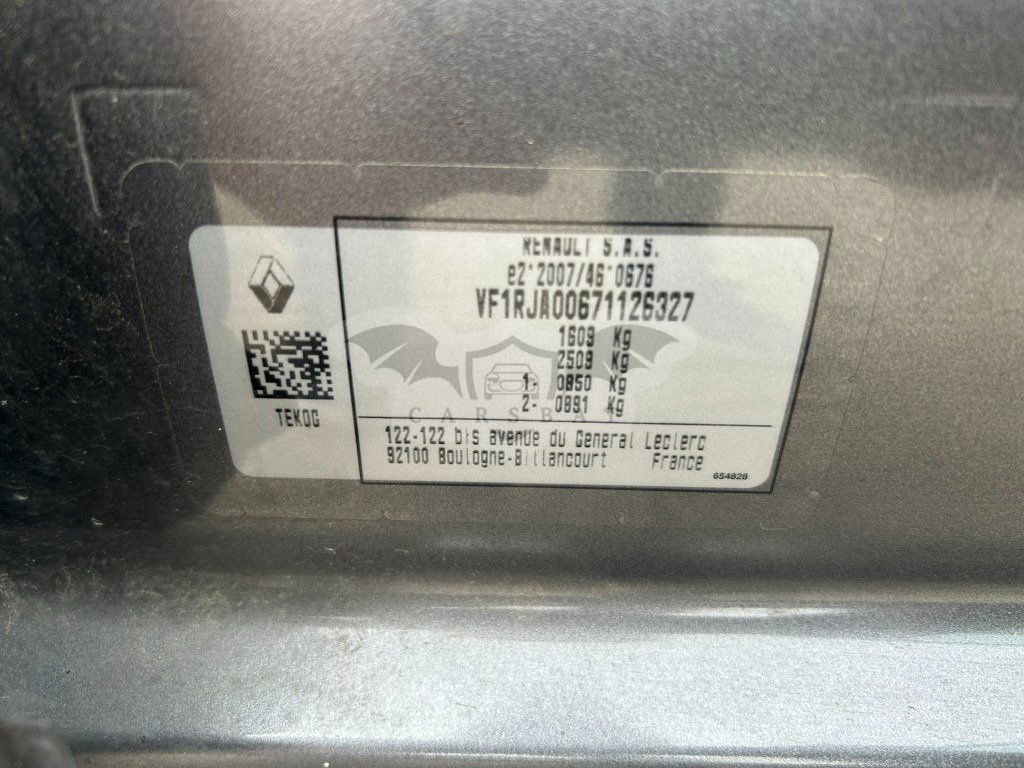 RENAULT S.A.S.
e2*2007/46*0676
VF1RJA00671126327
1609 Kg
2509 Kg
1- 0850 Kg
2- 0891 Kg
TEKOG
CARSBAT
122-122 bis avenue du General Leclerc
92100 Boulogne-Billancourt France
654828